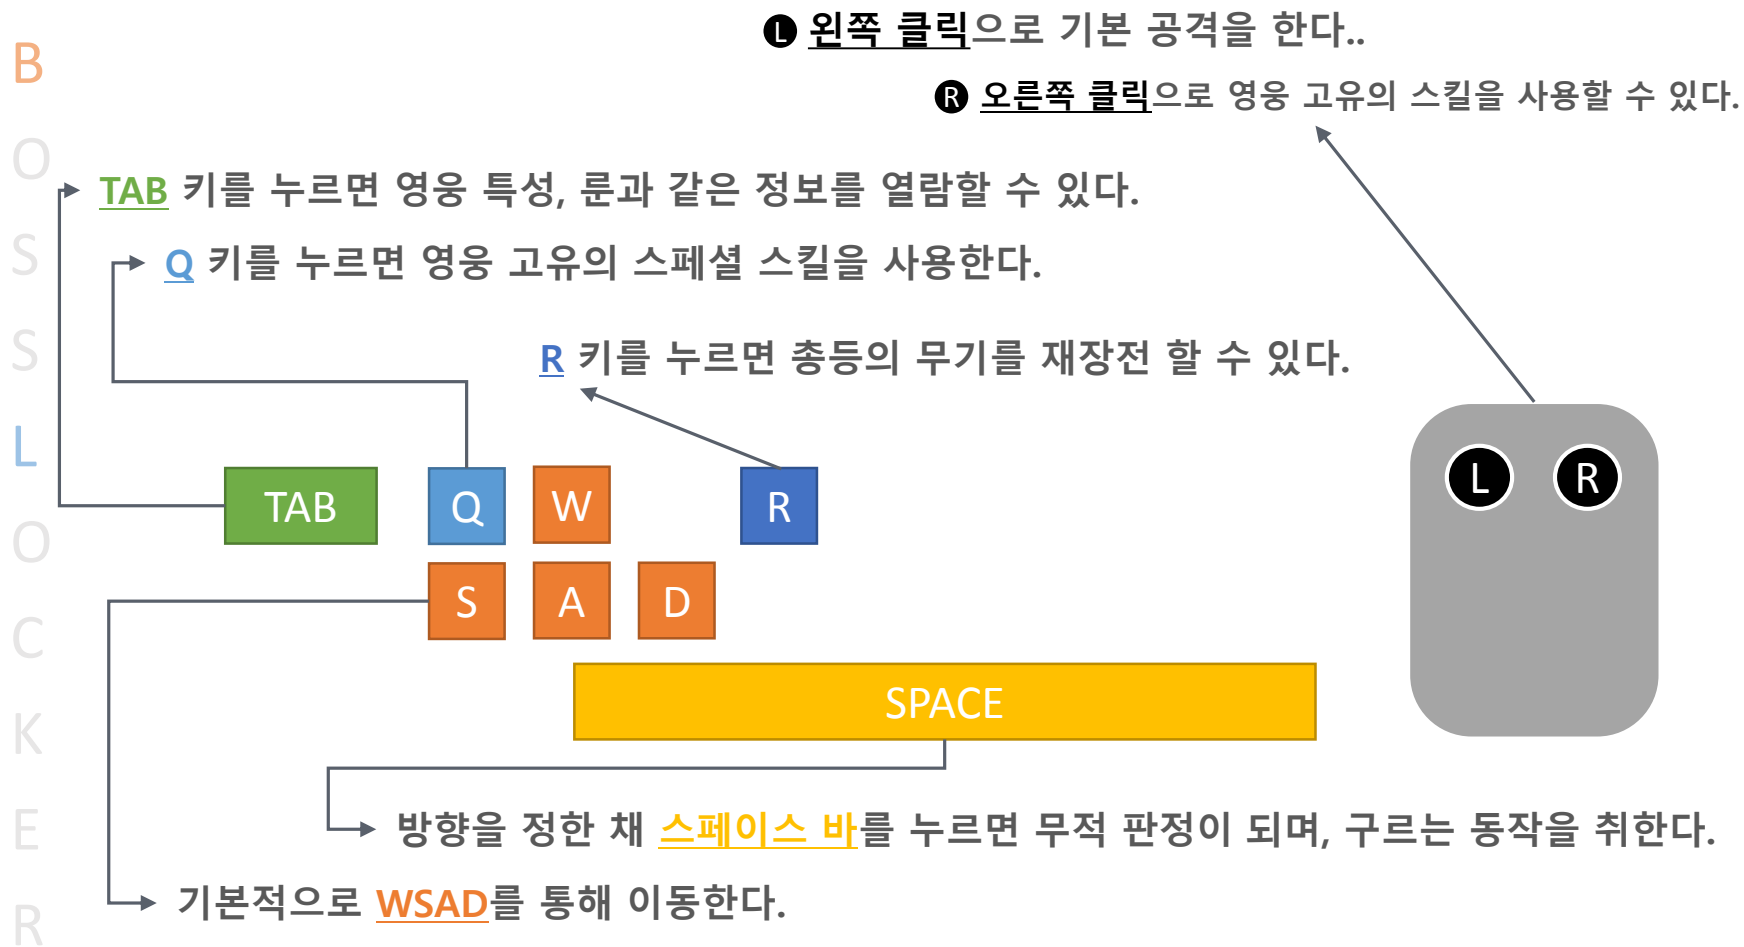 L 왼쪽 클릭으로 기본 공격을 한다..
R 오른쪽 클릭으로 영웅 고유의 스킬을 사용할 수 있다.
TAB 키를 누르면 영웅 특성, 룬과 같은 정보를 열람할 수 있다.
Q 키를 누르면 영웅 고유의 스페셜 스킬을 사용한다.
R 키를 누르면 총등의 무기를 재장전 할 수 있다.
L R
TAB Q W R
S A D
SPACE
방향을 정한 채 스페이스 바를 누르면 무적 판정이 되며, 구르는 동작을 취한다.
기본적으로 WSAD를 통해 이동한다.
B
O
S
S
L
O
C
K
E
R